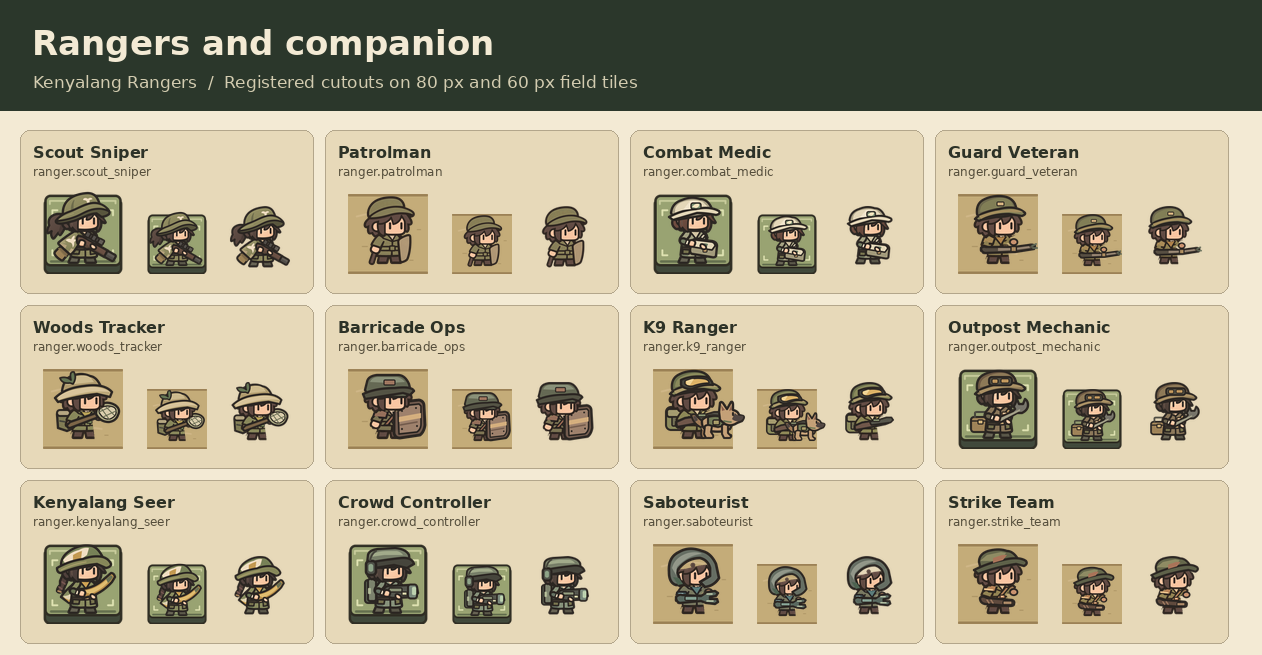 Rangers and companion
Kenyalang Rangers / Registered cutouts on 80 px and 60 px field tiles
Scout Sniper
ranger.scout_sniper
Patrolman
ranger.patrolman
Combat Medic
ranger.combat_medic
Guard Veteran
ranger.guard_veteran
Woods Tracker
ranger.woods_tracker
Barricade Ops
ranger.barricade_ops
K9 Ranger
ranger.k9_ranger
Outpost Mechanic
ranger.outpost_mechanic
Kenyalang Seer
ranger.kenyalang_seer
Crowd Controller
ranger.crowd_controller
Saboteurist
ranger.saboteurist
Strike Team
ranger.strike_team